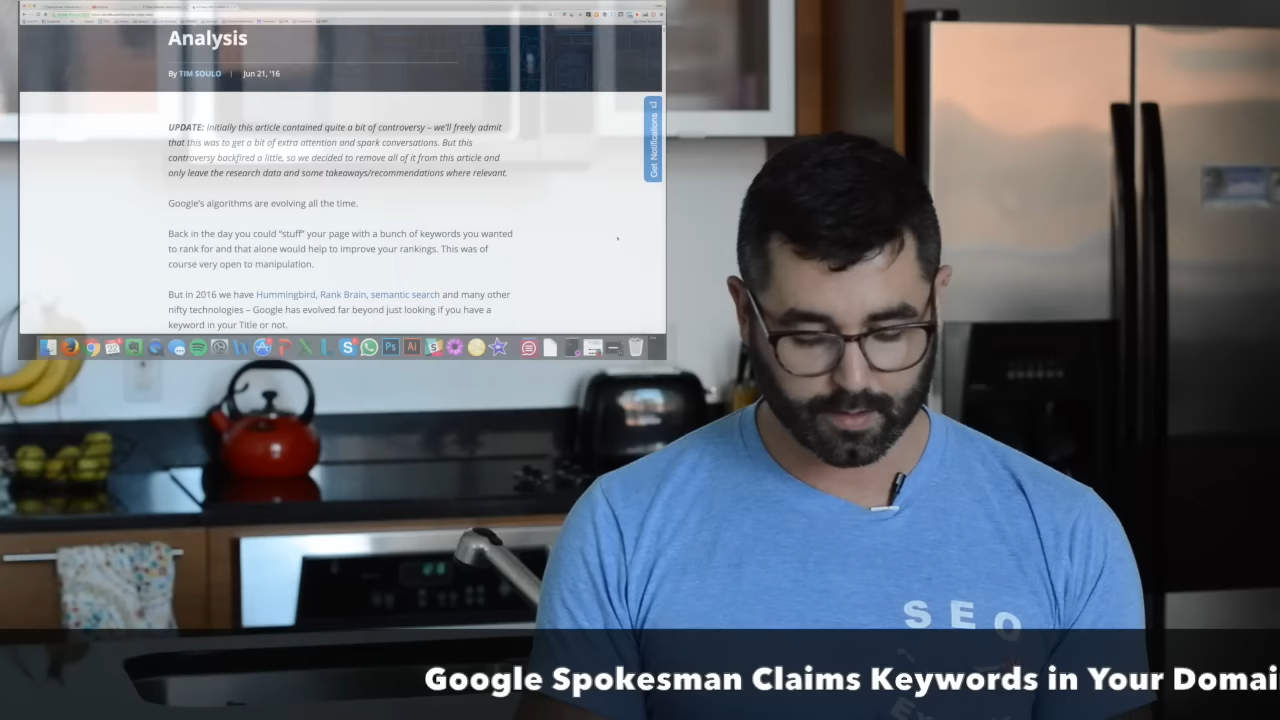 Analysis
By TIM SOULO | Jun 21, '16
Get Notifications
UPDATE: Initially this article contained quite a bit of controversy – we'll freely admit
that this was to get a bit of extra attention and spark conversations. But this
controversy backfired a little, so we decided to remove all of it from this article and
only leave the research data and some takeaways/recommendations where relevant.
Google's algorithms are evolving all the time.
Back in the day you could "stuff" your page with a bunch of keywords you wanted
to rank for and that alone would help to improve your rankings. This was of
course very open to manipulation.
But in 2016 we have Hummingbird, Rank Brain, semantic search and many other
nifty technologies – Google has evolved far beyond just looking if you have a
keyword in your Title or not.
SEO
Google Spokesman Claims Keywords in Your Domai